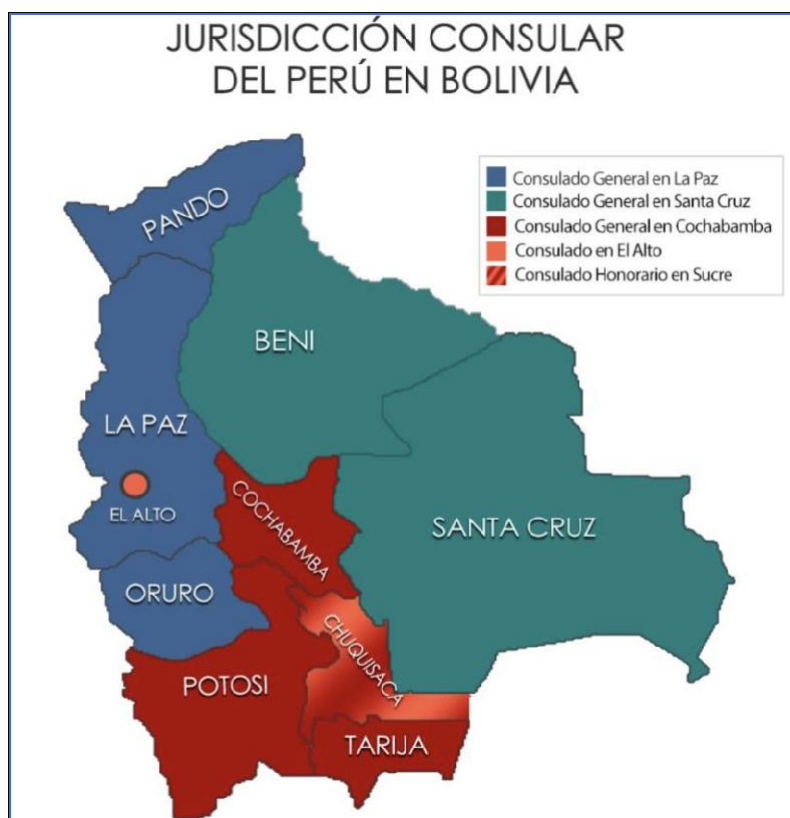 JURISDICCIÓN CONSULAR
DEL PERÚ EN BOLIVIA
Consulado General en La Paz
Consulado General en Santa Cruz
Consulado General en Cochabamba
Consulado en El Alto
Consulado Honorario en Sucre
PANDO
BENI
LA PAZ
EL ALTO
COCHABAMBA
SANTA CRUZ
ORURO
CHUQUISACA
POTOSI
TARIJA